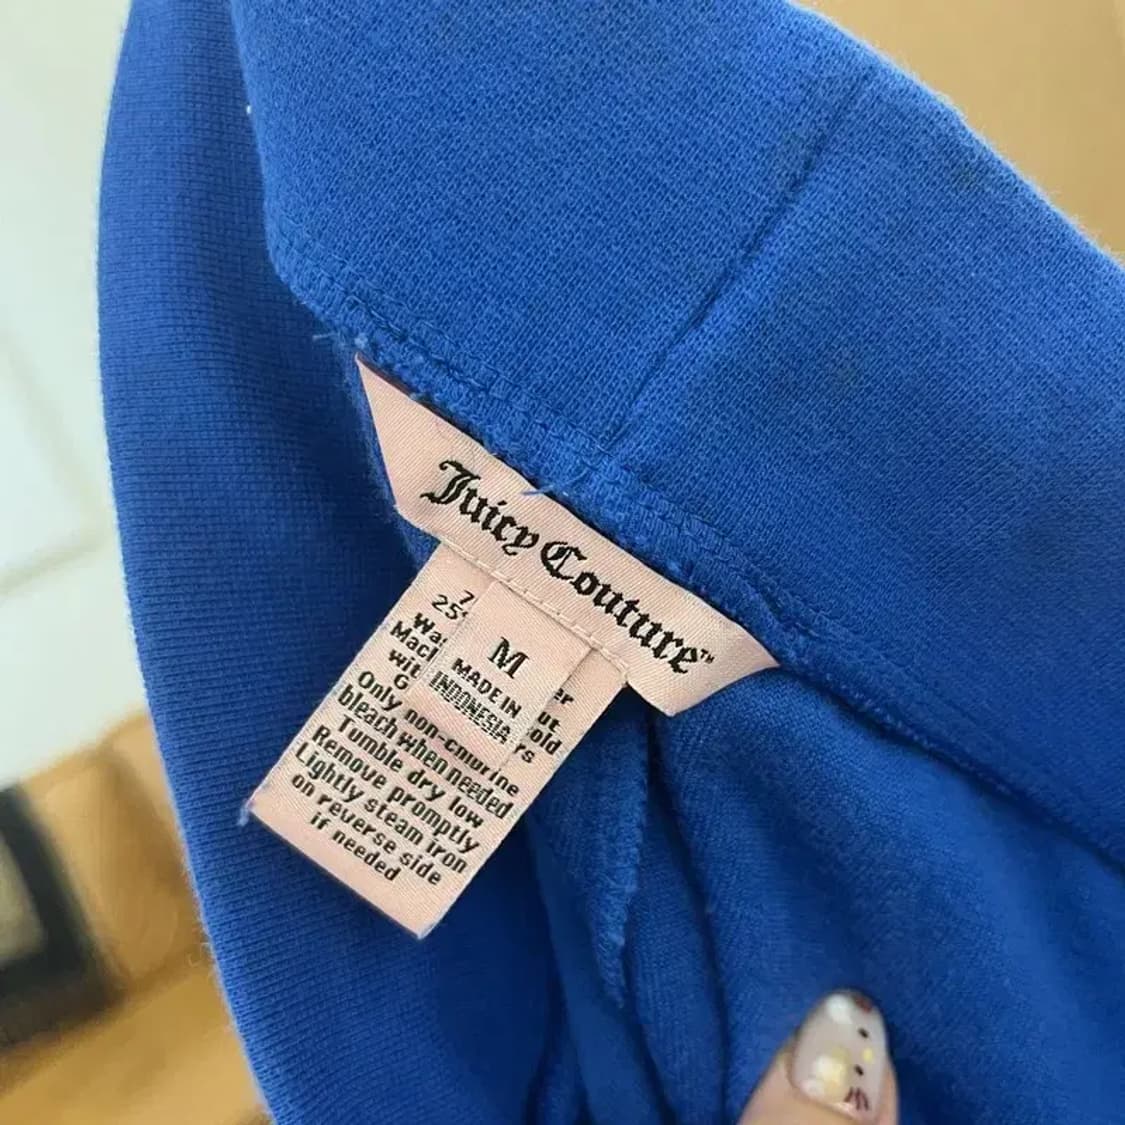 Juicy Couture™
M
MADE IN
INDONESIA
Only non-chlorine
bleach when needed
Tumble dry low
Remove promptly
Lightly steam iron
on reverse side
if needed